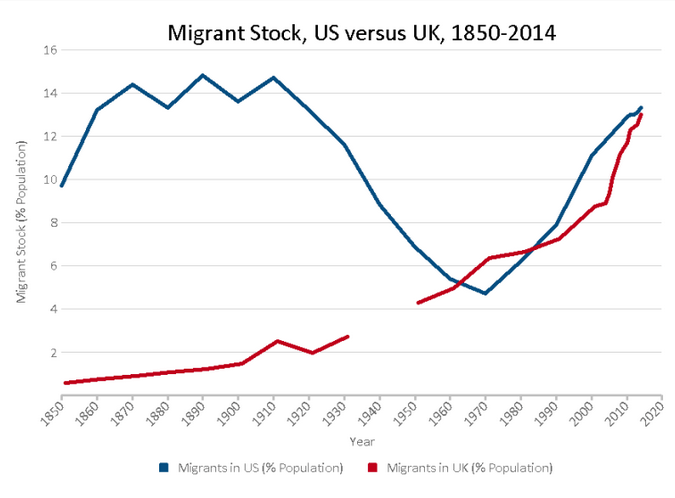 Migrant Stock, US versus UK, 1850-2014
Migrant Stock (% Population)
16
14
12
10
8
6
4
2
1850 1860 1870 1880 1890 1900 1910 1920 1930 1940 1950 1960 1970 1980 1990 2000 2010 2020
Year
Migrants in US (% Population) Migrants in UK (% Population)